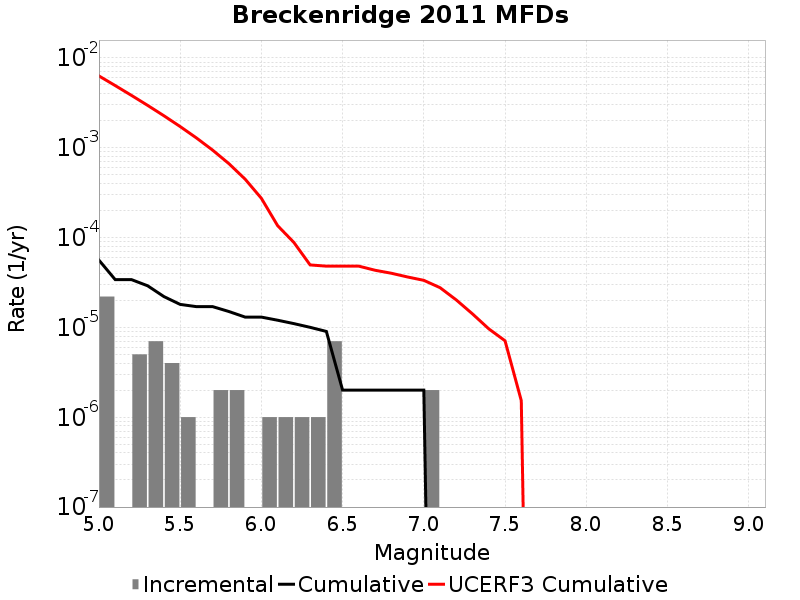 Breckenridge 2011 MFDs
Rate (1/yr)
10-2
10-3
10-4
10-5
10-6
10-7
5.0 5.5 6.0 6.5 7.0 7.5 8.0 8.5 9.0
Magnitude
Incremental Cumulative UCERF3 Cumulative